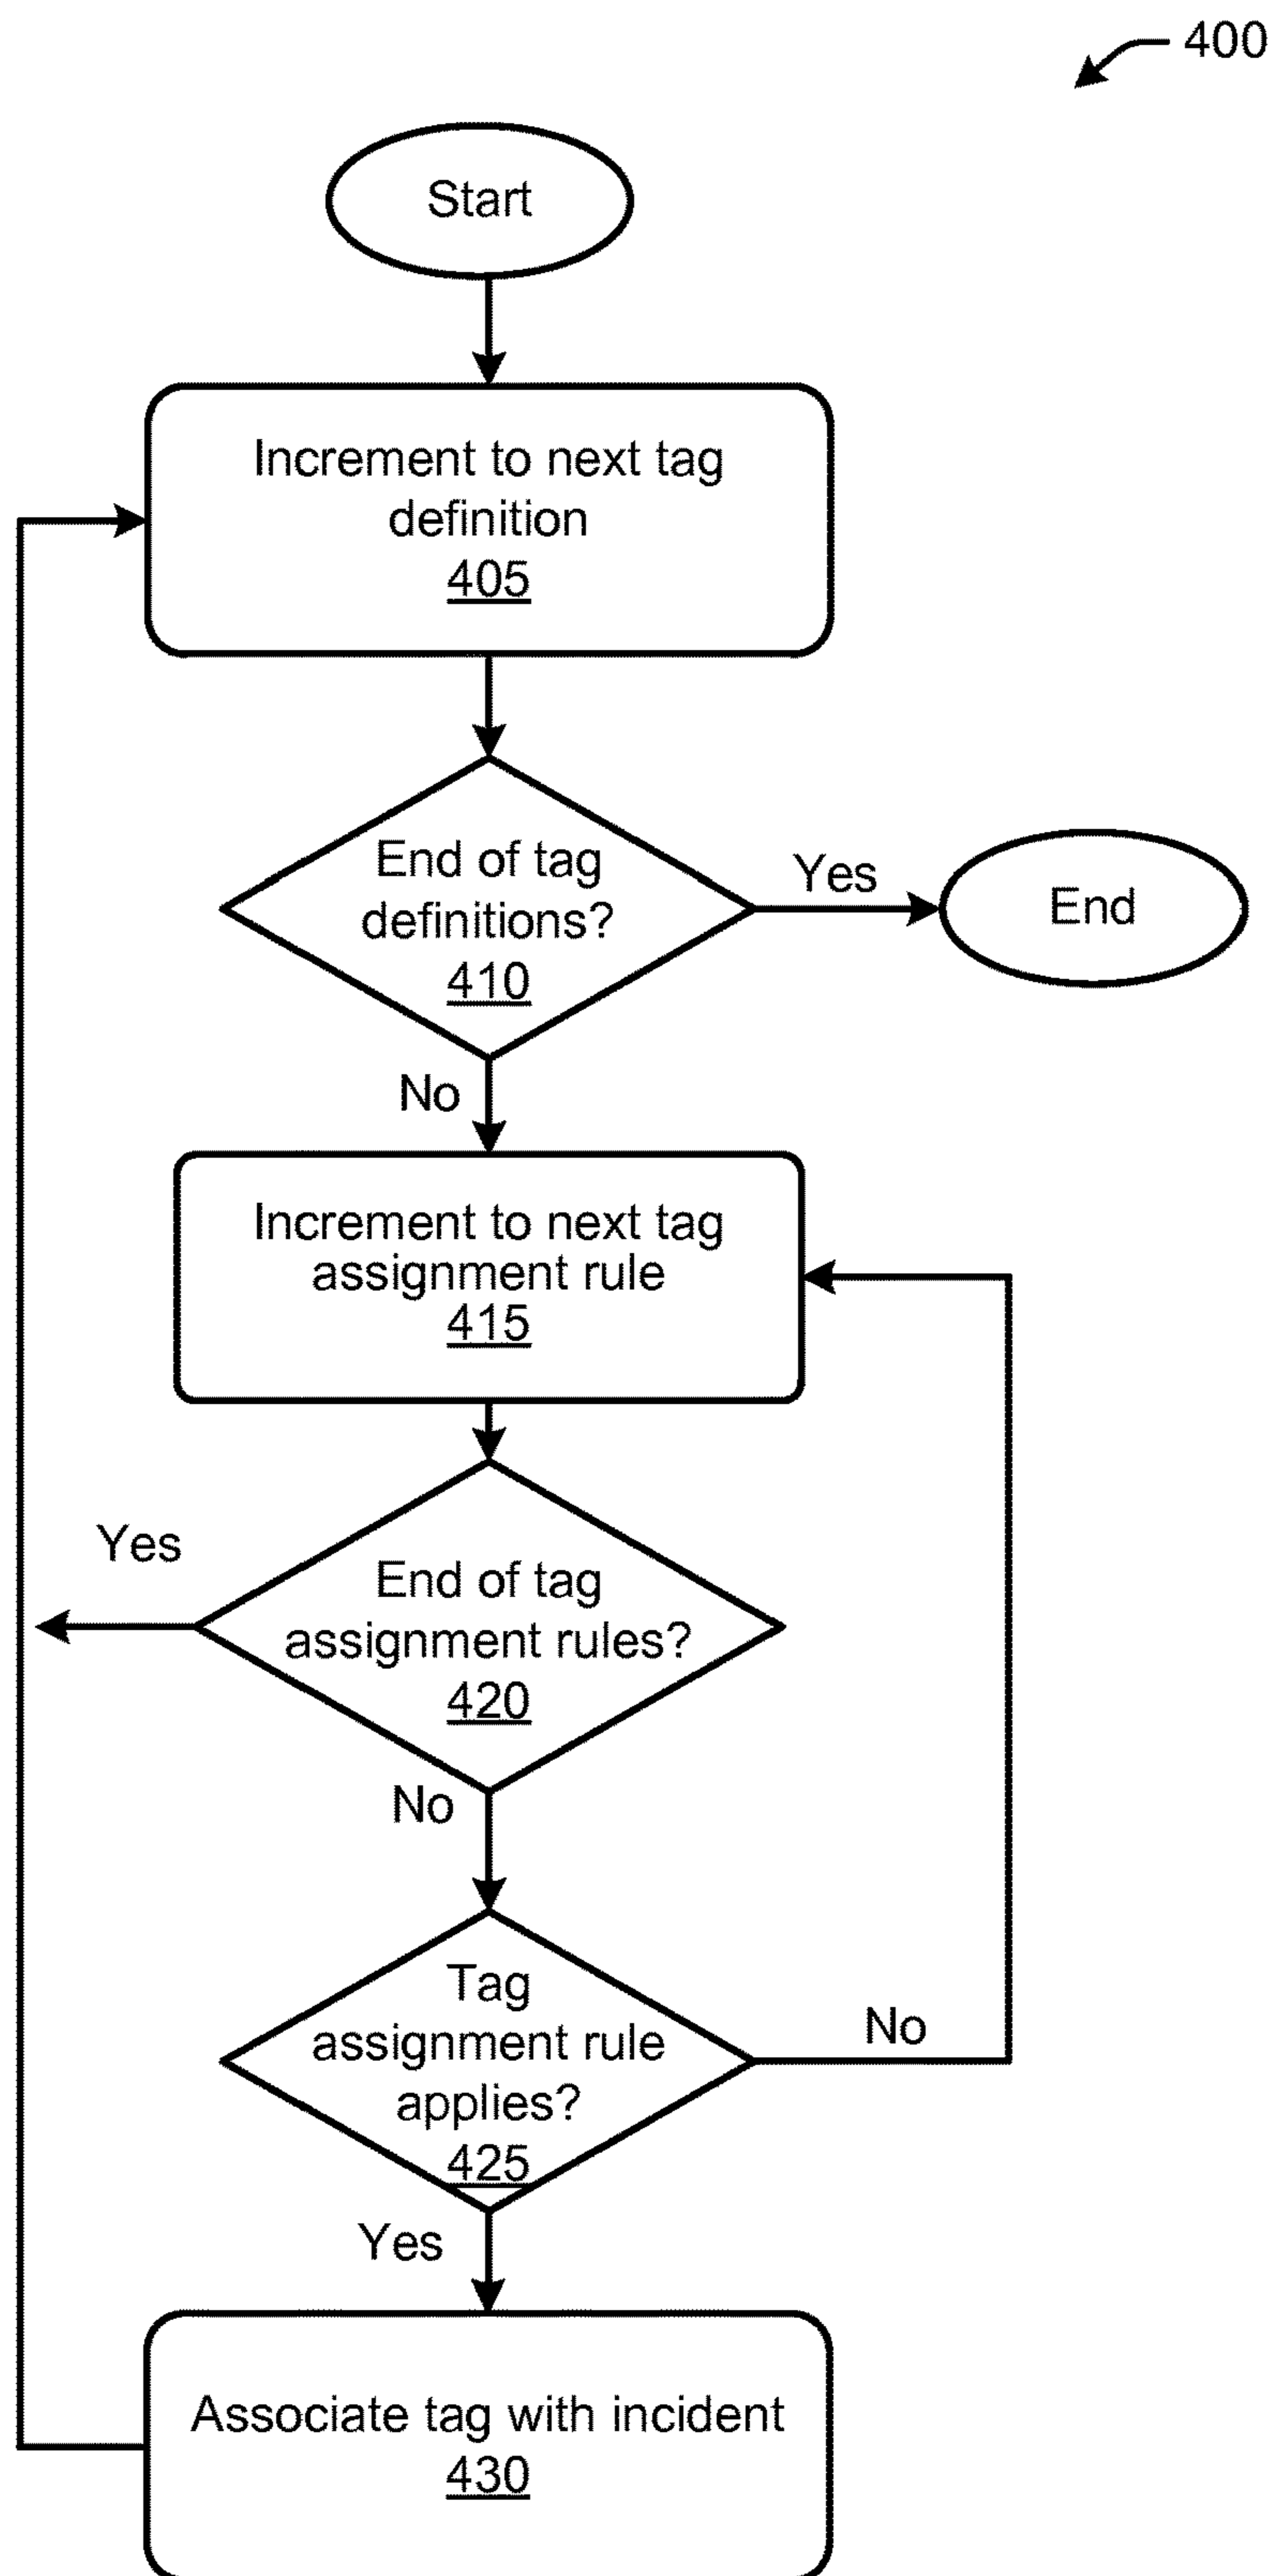 400
Start
Increment to next tag
definition
405
End of tag
definitions?
410
Yes
End
No
Increment to next tag
assignment rule
415
Yes
End of tag
assignment rules?
420
No
Tag
assignment rule
applies?
425
No
Yes
Associate tag with incident
430